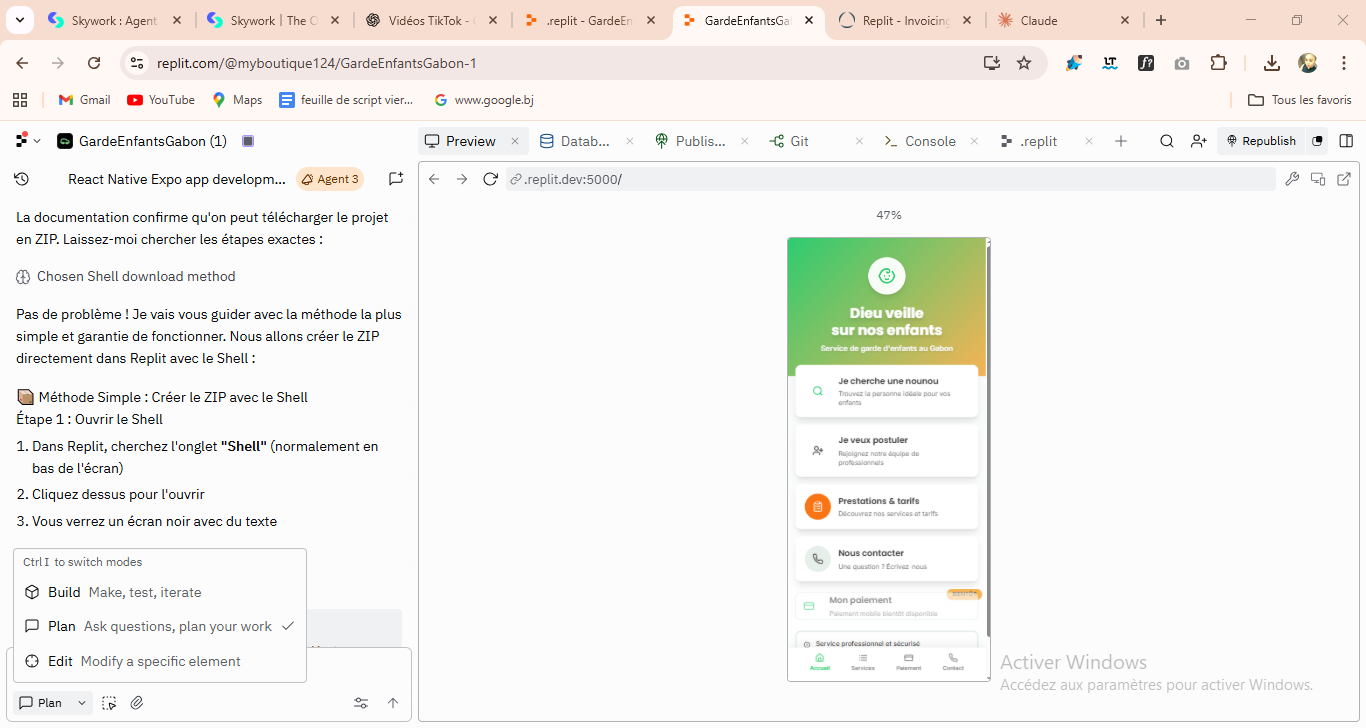 Skywork : Agent
Skywork | The O
Vidéos TikTok -
.replit - GardeEn
GardeEnfantsGa
Replit - Invoicing
Claude
replit.com/@myboutique124/GardeEnfantsGabon-1
Gmail
YouTube
Maps
feuille de script vier...
www.google.bj
Tous les favoris
GardeEnfantsGabon (1)
Preview
Datab...
Publis...
Git
Console
.replit
Republish
React Native Expo app developm...
Agent 3
.replit.dev:5000/
La documentation confirme qu'on peut télécharger le projet
en ZIP. Laissez-moi chercher les étapes exactes :
Chosen Shell download method
Pas de problème ! Je vais vous guider avec la méthode la plus
simple et garantie de fonctionner. Nous allons créer le ZIP
directement dans Replit avec le Shell :
Méthode Simple : Créer le ZIP avec le Shell
Étape 1 : Ouvrir le Shell
1. Dans Replit, cherchez l'onglet "Shell" (normalement en
bas de l'écran)
2. Cliquez dessus pour l'ouvrir
3. Vous verrez un écran noir avec du texte
Ctrl I to switch modes
Build Make, test, iterate
Plan Ask questions, plan your work
Edit Modify a specific element
Plan
47%
Dieu veille
sur nos enfants
Service de garde d'enfants au Gabon
Je cherche une nounou
Trouvez la personne idéale pour vos
enfants
Je veux postuler
Rejoignez notre équipe de
professionnels
Prestations & tarifs
Découvrez nos services et tarifs
Nous contacter
Une question ? Écrivez-nous
BIENTÔT
Mon paiement
Paiement mobile bientôt disponible
Service professionnel et sécurisé
Accueil
Services
Paiement
Contact
Activer Windows
Accédez aux paramètres pour activer Windows.